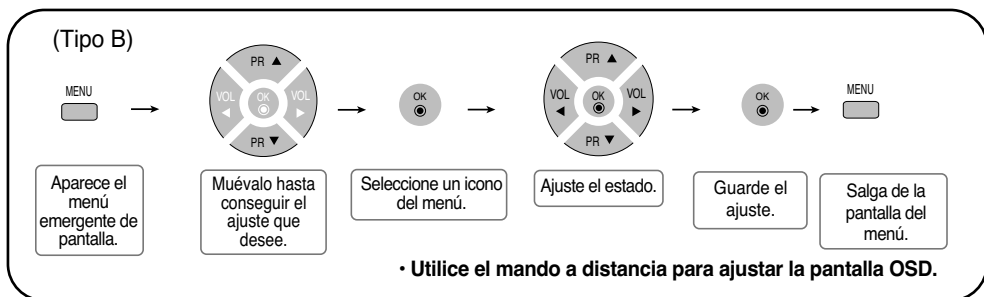 (Tipo B)
MENU
PR ▲
VOL ◄
OK
VOL ►
PR ▼
OK
PR ▲
VOL ◄
OK
VOL ►
PR ▼
OK
MENU
Aparece el
menú
emergente de
pantalla.
Muévalo hasta
conseguir el
ajuste que
desee.
Seleccione un icono
del menú.
Ajuste el estado.
Guarde el
ajuste.
Salga de la
pantalla del
menú.
• Utilice el mando a distancia para ajustar la pantalla OSD.